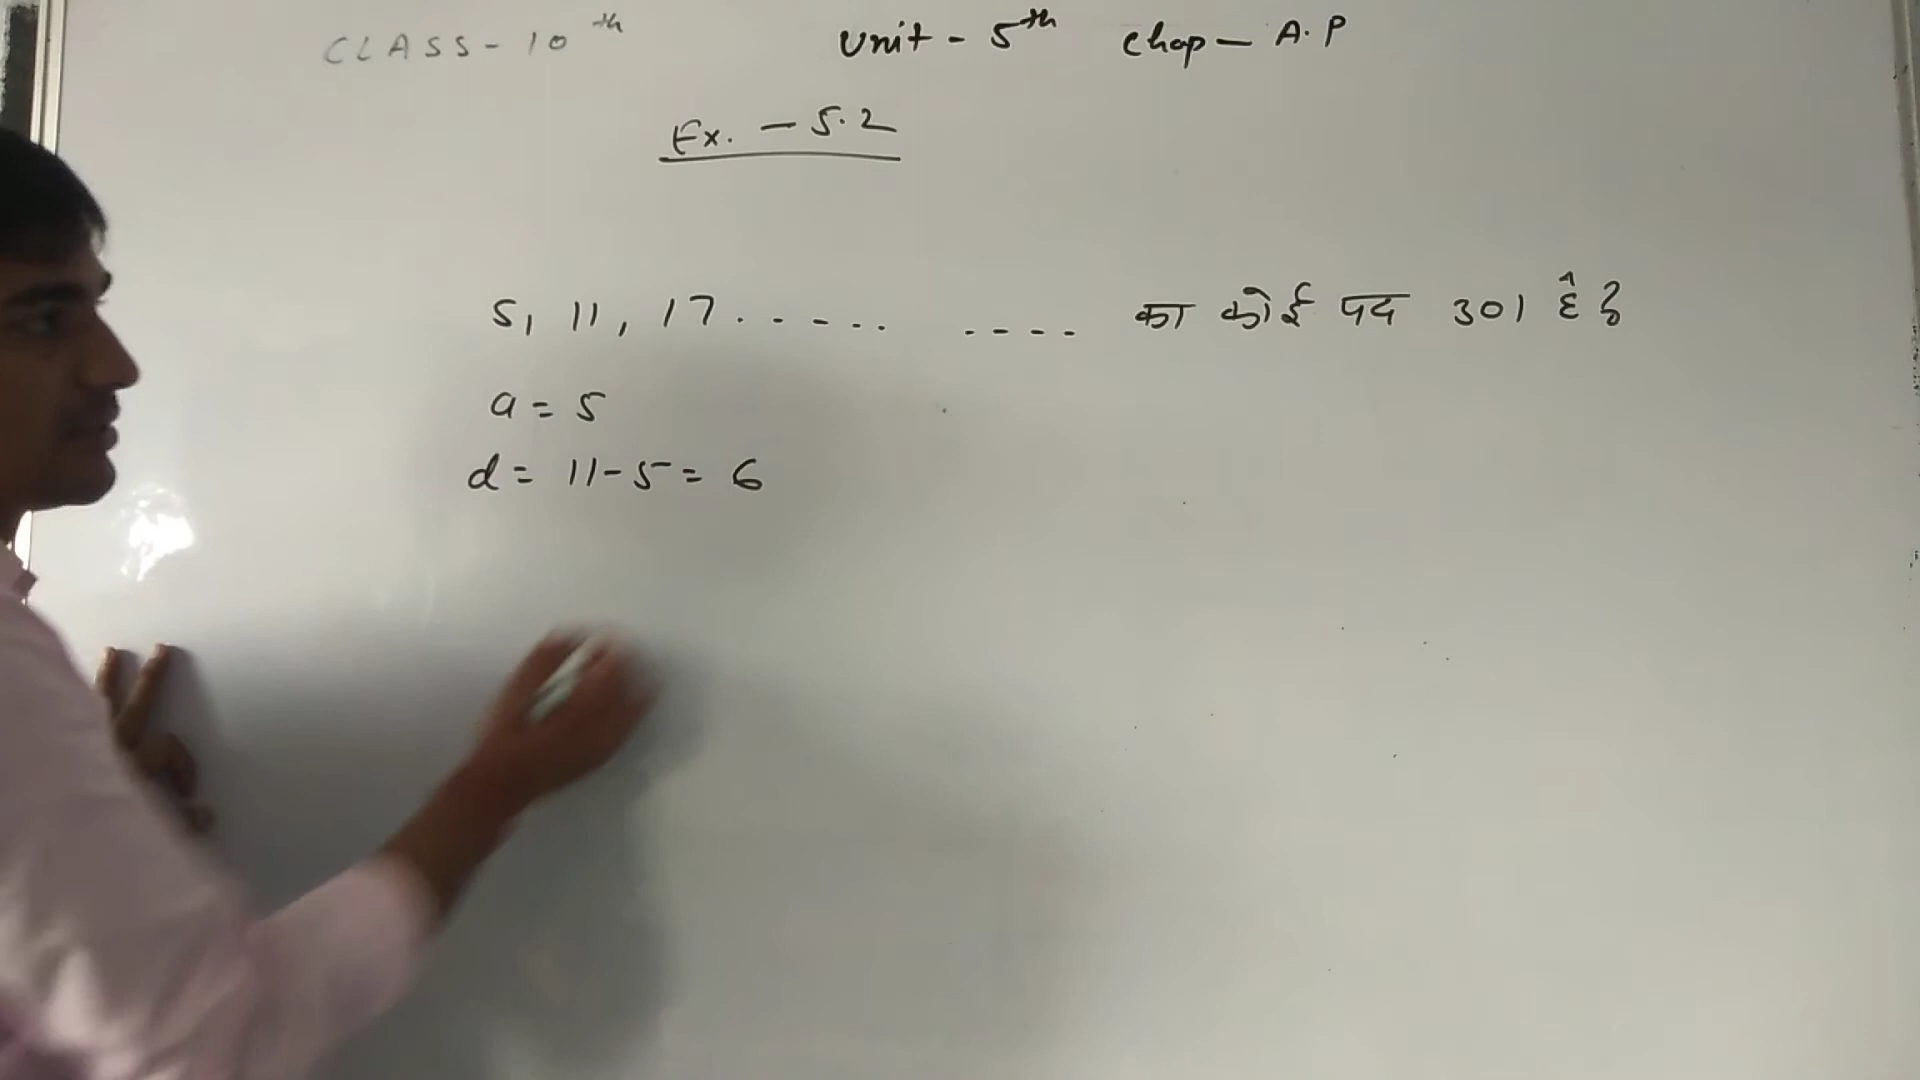 CLASS-10th Unit-5th Chap-A.P
Ex. - 5.2
5, 11, 17. . . . . . . . . . का कोई पद 301 है?
a = 5
d = 11-5 = 6